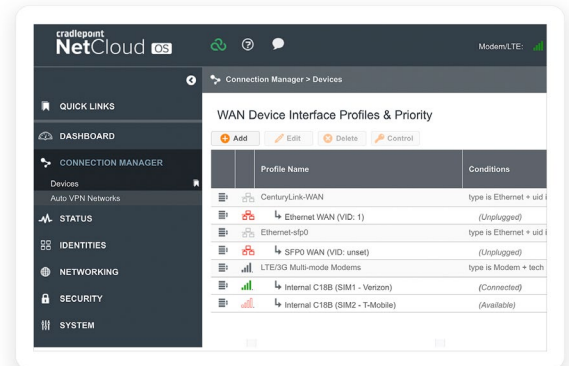 cradlepoint
NetCloud OS
Modem/LTE:
Connection Manager > Devices
QUICK LINKS
DASHBOARD
CONNECTION MANAGER
Devices
Auto VPN Networks
STATUS
IDENTITIES
NETWORKING
SECURITY
SYSTEM
WAN Device Interface Profiles & Priority
Add Edit Delete Control
Profile Name Conditions
CenturyLink-WAN type is Ethernet + uid i
Ethernet WAN (VID: 1) (Unplugged)
Ethernet-sfp0 type is Ethernet + uid i
SFP0 WAN (VID: unset) (Unplugged)
LTE/3G Multi-mode Modems type is Modem + tech
Internal C18B (SIM1 - Verizon) (Connected)
Internal C18B (SIM2 - T-Mobile) (Available)